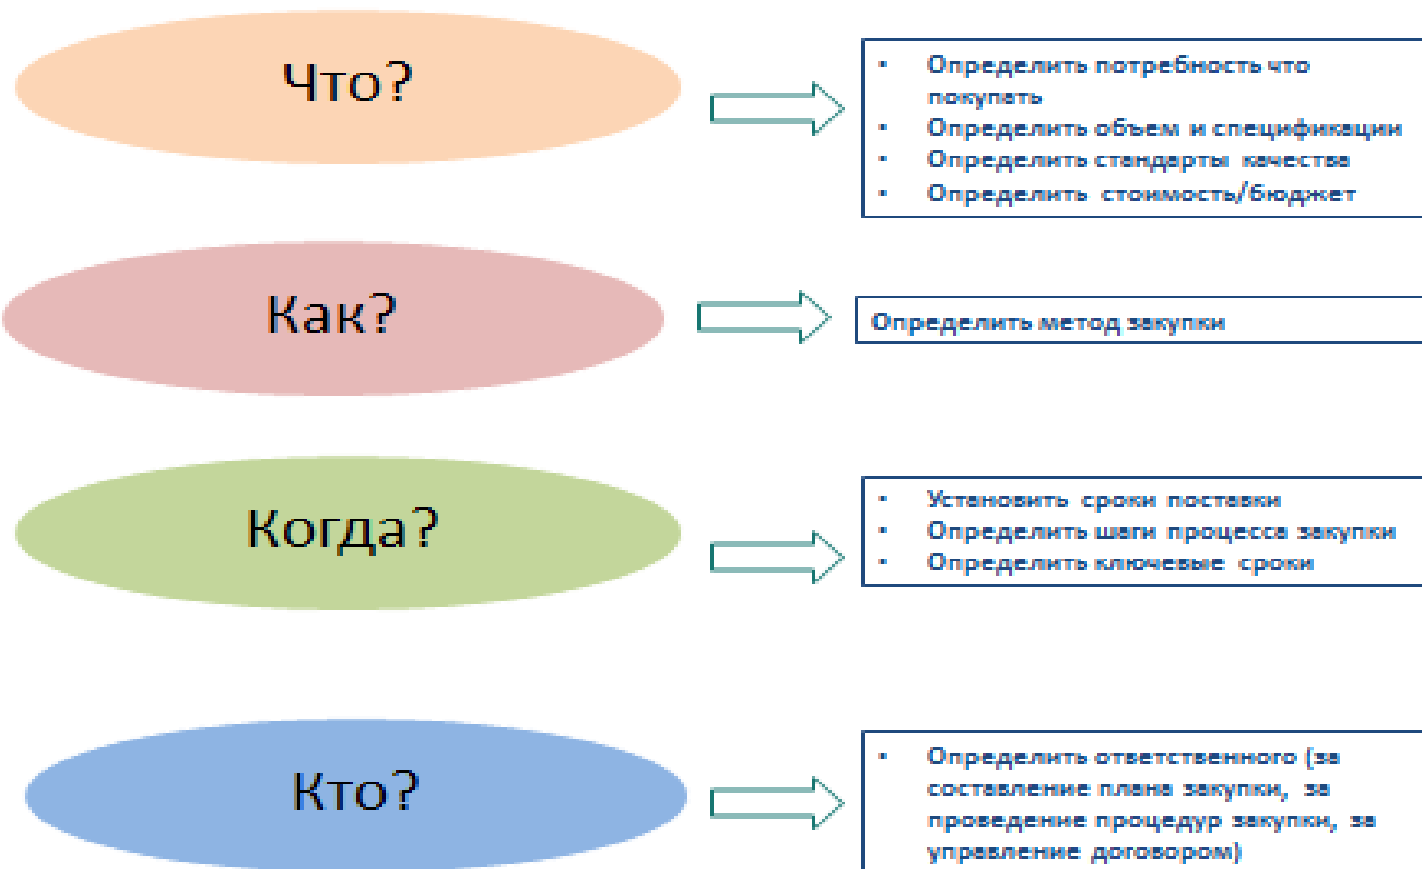 Что?
• Определить потребность что
покупать
• Определить объем и спецификации
• Определить стандарты качества
• Определить стоимость/бюджет
Как?
Определить метод закупки
Когда?
• Установить сроки поставки
• Определить шаги процесса закупки
• Определить ключевые сроки
Кто?
• Определить ответственного (за
составление плана закупки, за
проведение процедур закупки, за
управление договором)